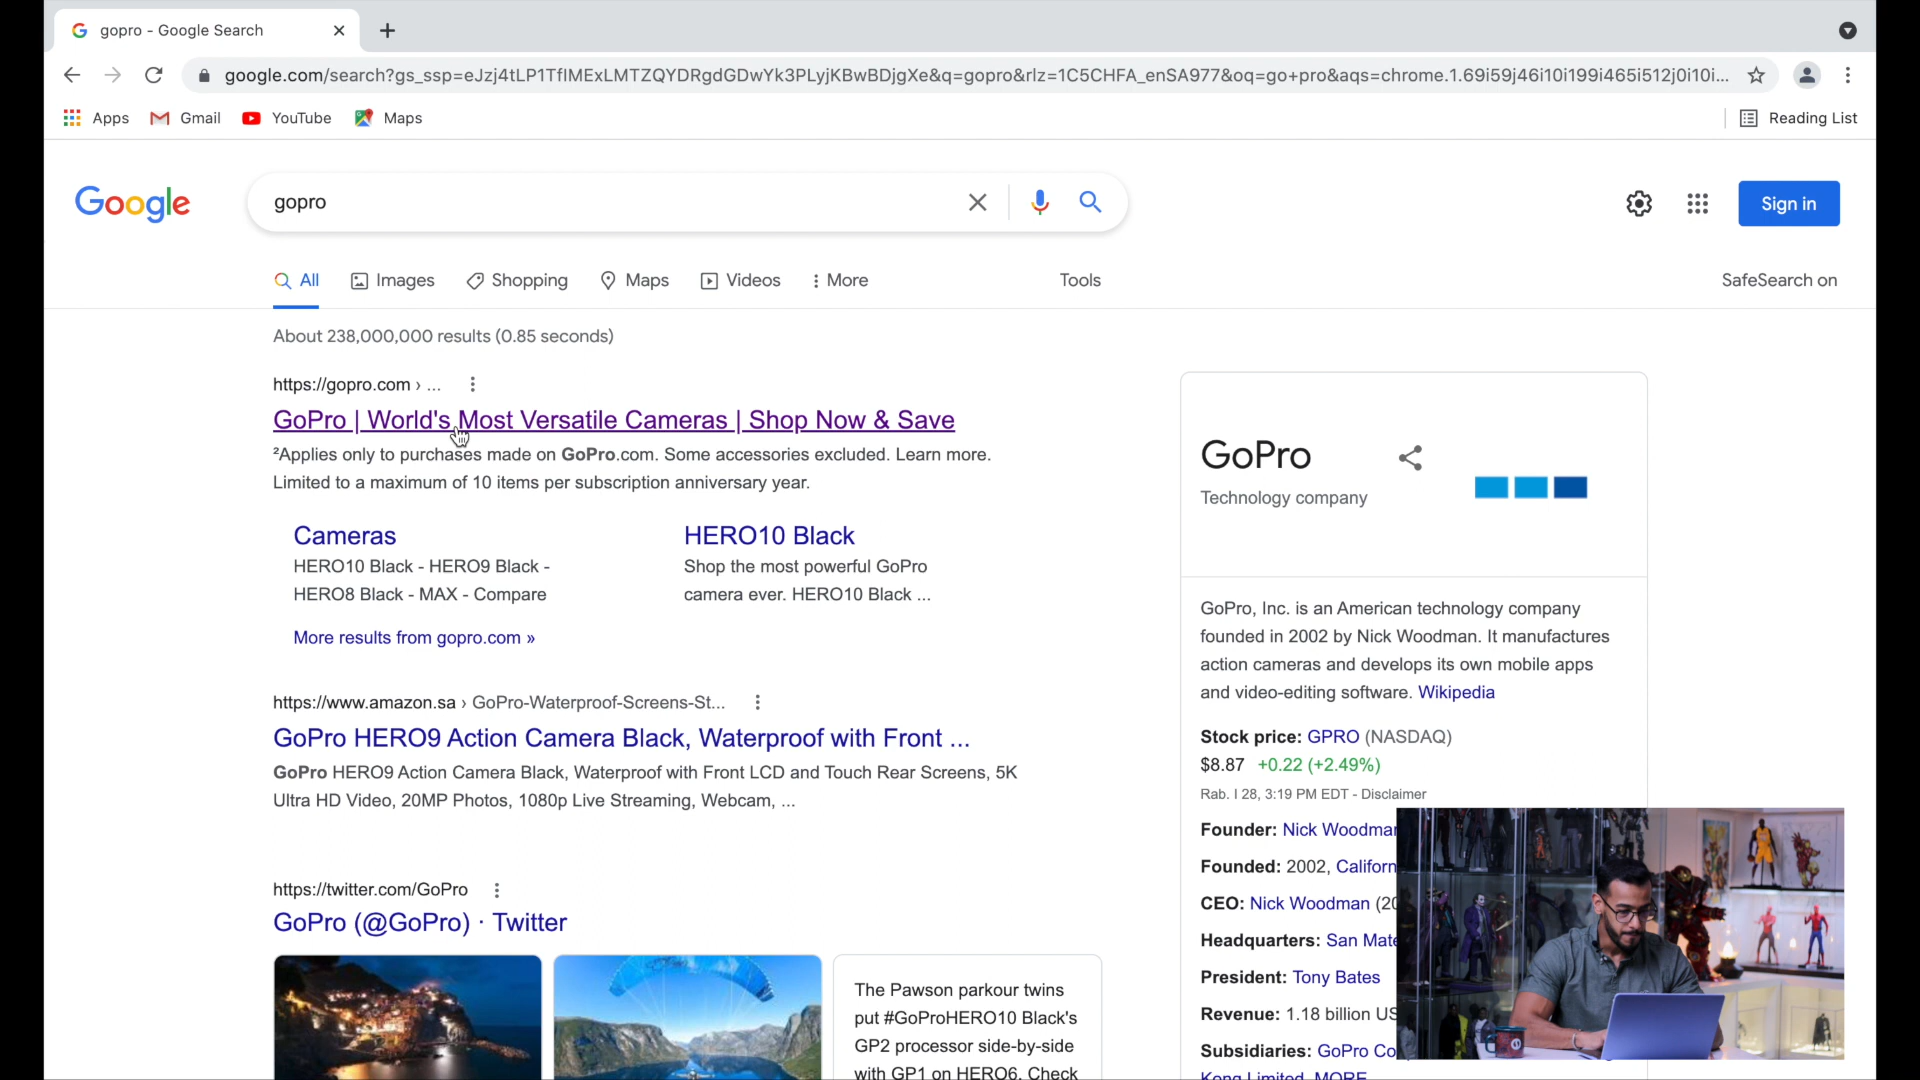 gopro - Google Search
google.com/search?gs_ssp=eJzj4tLP1TfIMExLMTZQYDRgdGDwYk3PLyjKBwBDjgXe&q=gopro&rlz=1C5CHFA_enSA977&oq=go+pro&aqs=chrome.1.69i59j46i10i199i465i512j0i10i...
Apps
Gmail
YouTube
Maps
Reading List
Google
gopro
Sign in
All
Images
Shopping
Maps
Videos
More
Tools
SafeSearch on
About 238,000,000 results (0.85 seconds)
https://gopro.com › ...
GoPro | World's Most Versatile Cameras | Shop Now & Save
²Applies only to purchases made on GoPro.com. Some accessories excluded. Learn more.
Limited to a maximum of 10 items per subscription anniversary year.
Cameras
HERO10 Black - HERO9 Black -
HERO8 Black - MAX - Compare
HERO10 Black
Shop the most powerful GoPro
camera ever. HERO10 Black ...
More results from gopro.com »
https://www.amazon.sa › GoPro-Waterproof-Screens-St...
GoPro HERO9 Action Camera Black, Waterproof with Front ...
GoPro HERO9 Action Camera Black, Waterproof with Front LCD and Touch Rear Screens, 5K
Ultra HD Video, 20MP Photos, 1080p Live Streaming, Webcam, ...
https://twitter.com/GoPro
GoPro (@GoPro) · Twitter
The Pawson parkour twins
put #GoProHERO10 Black's
GP2 processor side-by-side
with GP1 on HERO6. Check
GoPro
Technology company
GoPro, Inc. is an American technology company
founded in 2002 by Nick Woodman. It manufactures
action cameras and develops its own mobile apps
and video-editing software. Wikipedia
Stock price: GPRO (NASDAQ)
$8.87 +0.22 (+2.49%)
Rab. I 28, 3:19 PM EDT - Disclaimer
Founder: Nick Woodma
Founded: 2002, Californ
CEO: Nick Woodman (20
Headquarters: San Mate
President: Tony Bates
Revenue: 1.18 billion US
Subsidiaries: GoPro Co
Kong Limited, MORE